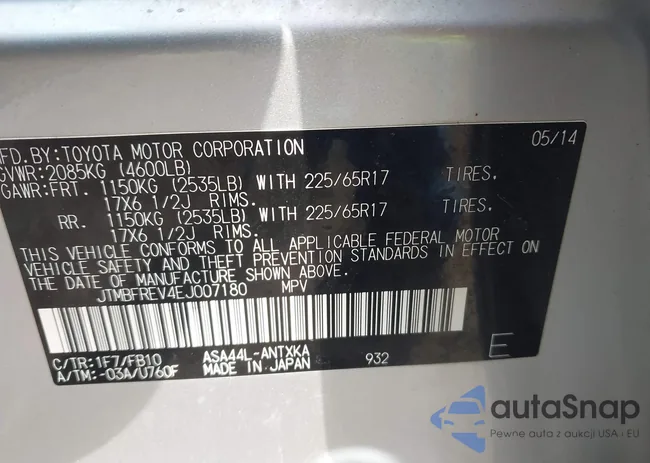 MFD.BY:TOYOTA MOTOR CORPORATION 05/14
GVWR:2085KG (4600LB)
GAWR:FRT. 1150KG (2535LB) WITH 225/65R17 TIRES.
17X6 1/2J RIMS.
RR. 1150KG (2535LB) WITH 225/65R17 TIRES.
17X6 1/2J RIMS.
THIS VEHICLE CONFORMS TO ALL APPLICABLE FEDERAL MOTOR
VEHICLE SAFETY AND THEFT PREVENTION STANDARDS IN EFFECT ON
THE DATE OF MANUFACTURE SHOWN ABOVE.
JTMBFREV4EJ007180 MPV
C/TR:1F7/FB10 ASA44L-ANTXKA 932 E
A/TM:-03A/U760F MADE IN JAPAN
autaSnap
Pewne auta z aukcji USA i EU